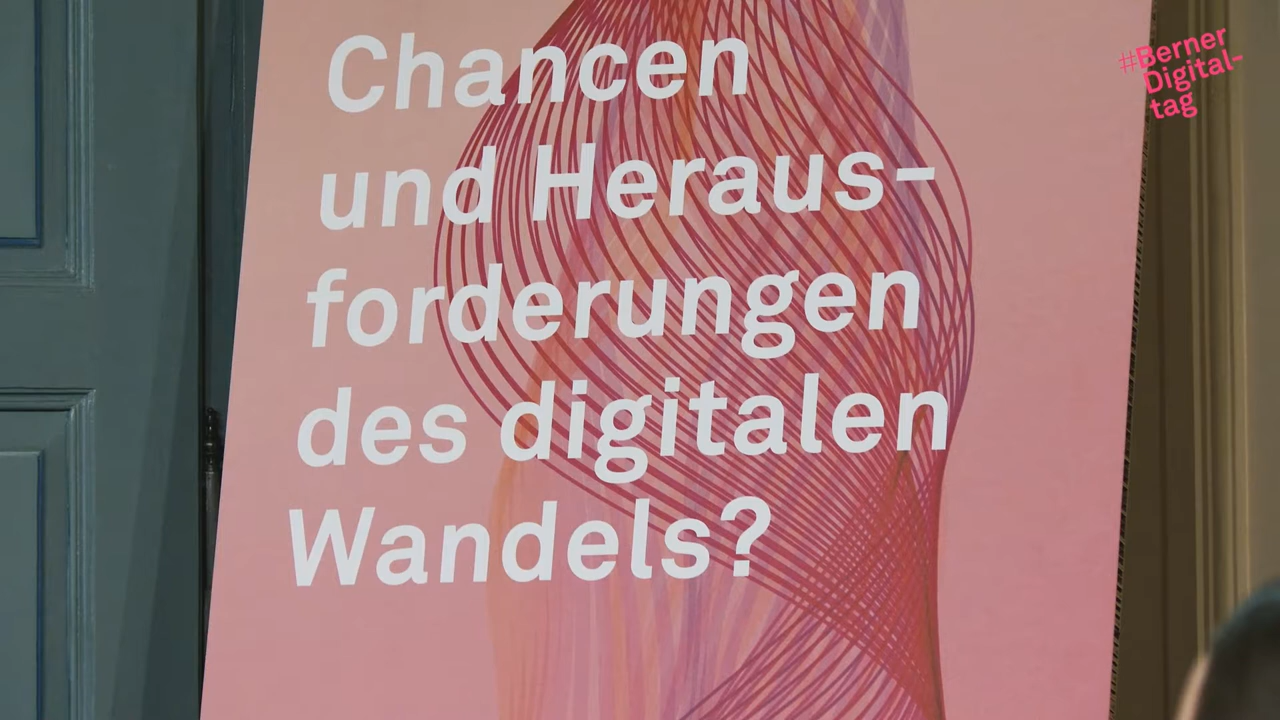 Chancen
und Heraus-
forderungen
des digitalen
Wandels?
#Berner
Digital-
tag